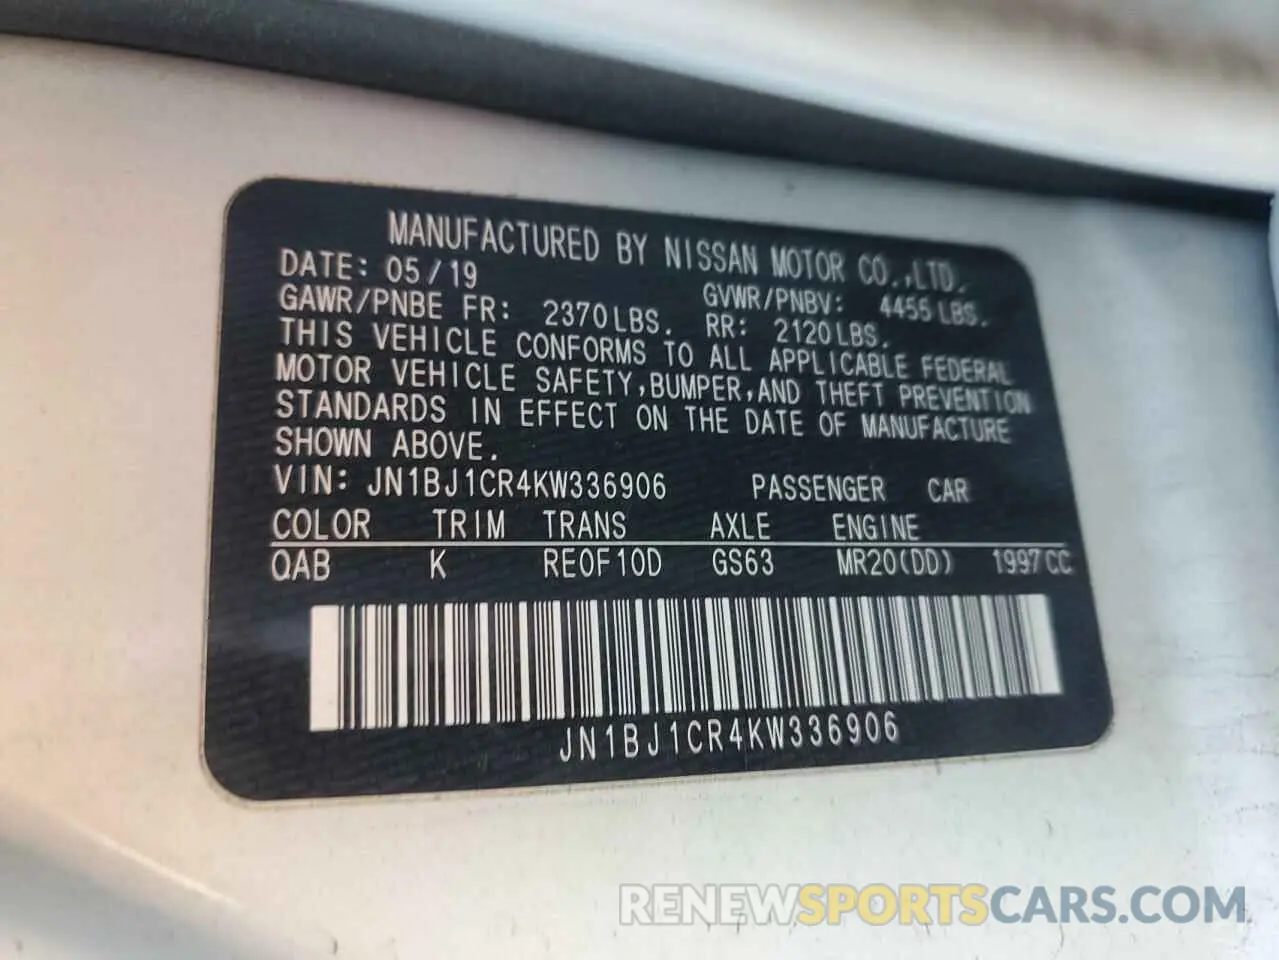 MANUFACTURED BY NISSAN MOTOR CO.,LTD.
DATE: 05/19
GVWR/PNBV: 4455 LBS.
GAWR/PNBE FR: 2370LBS. RR: 2120LBS.
THIS VEHICLE CONFORMS TO ALL APPLICABLE FEDERAL
MOTOR VEHICLE SAFETY,BUMPER,AND THEFT PREVENTION
STANDARDS IN EFFECT ON THE DATE OF MANUFACTURE
SHOWN ABOVE.
VIN: JN1BJ1CR4KW336906 PASSENGER CAR
COLOR TRIM TRANS AXLE ENGINE
QAB K RE0F10D GS63 MR20(DD) 1997CC
JN1BJ1CR4KW336906
RENEWSPORTSCARS.COM